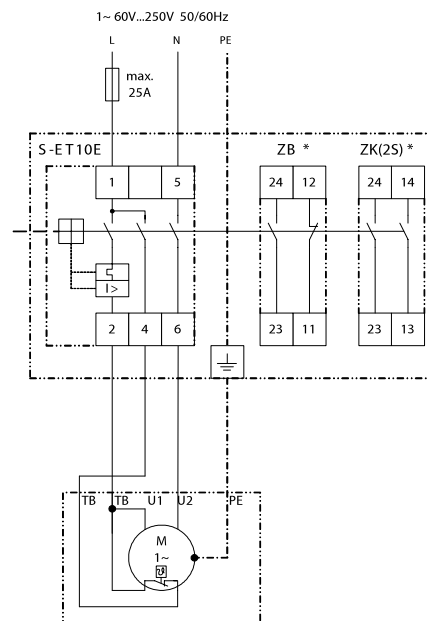 1~ 60V...250V 50/60Hz
L N PE
max.
25A
S-ET10E ZB * ZK(2S) *
1 5 24 12 24 14
I>
2 4 6 23 11 23 13
TB TB U1 U2 PE
M
1~
ϑ